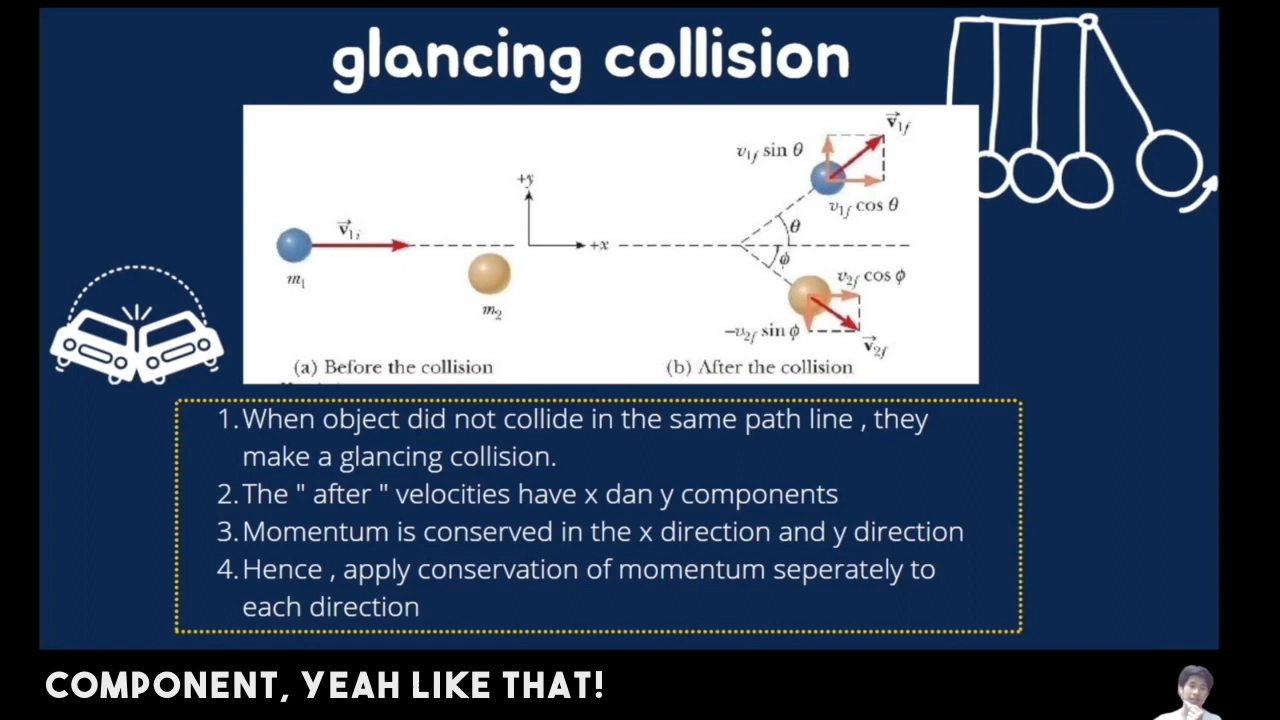 glancing collision
+y
+x
v⃗1i
m1
m2
(a) Before the collision
v⃗1f
v1f sin θ
v1f cos θ
θ
ϕ
v2f cos ϕ
−v2f sin ϕ
v⃗2f
(b) After the collision
1. When object did not collide in the same path line , they
make a glancing collision.
2. The " after " velocities have x dan y components
3. Momentum is conserved in the x direction and y direction
4. Hence , apply conservation of momentum seperately to
each direction
COMPONENT, YEAH LIKE THAT!